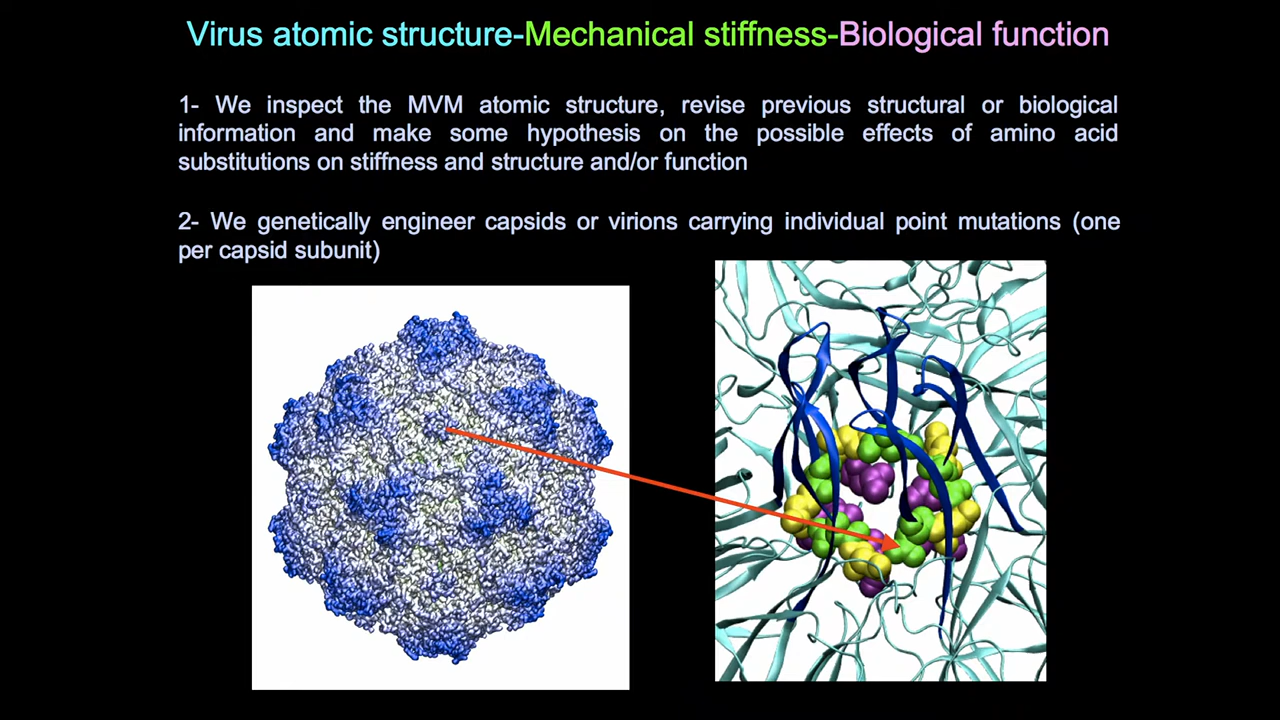 Virus atomic structure-Mechanical stiffness-Biological function
1- We inspect the MVM atomic structure, revise previous structural or biological
information and make some hypothesis on the possible effects of amino acid
substitutions on stiffness and structure and/or function
2- We genetically engineer capsids or virions carrying individual point mutations (one
per capsid subunit)